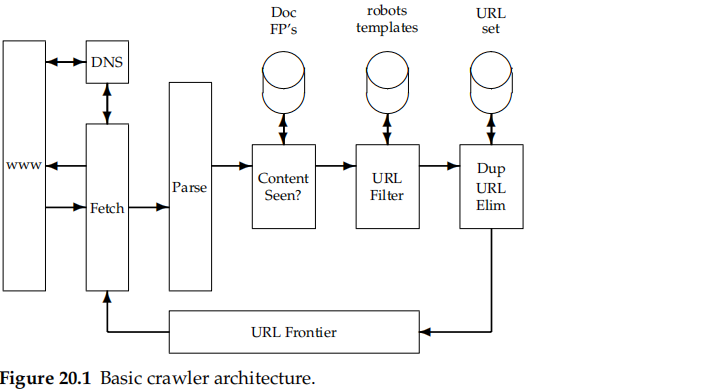 Doc
FP's
robots
templates
URL
set
DNS
www
Fetch
Parse
Content
Seen?
URL
Filter
Dup
URL
Elim
URL Frontier
Figure 20.1 Basic crawler architecture.